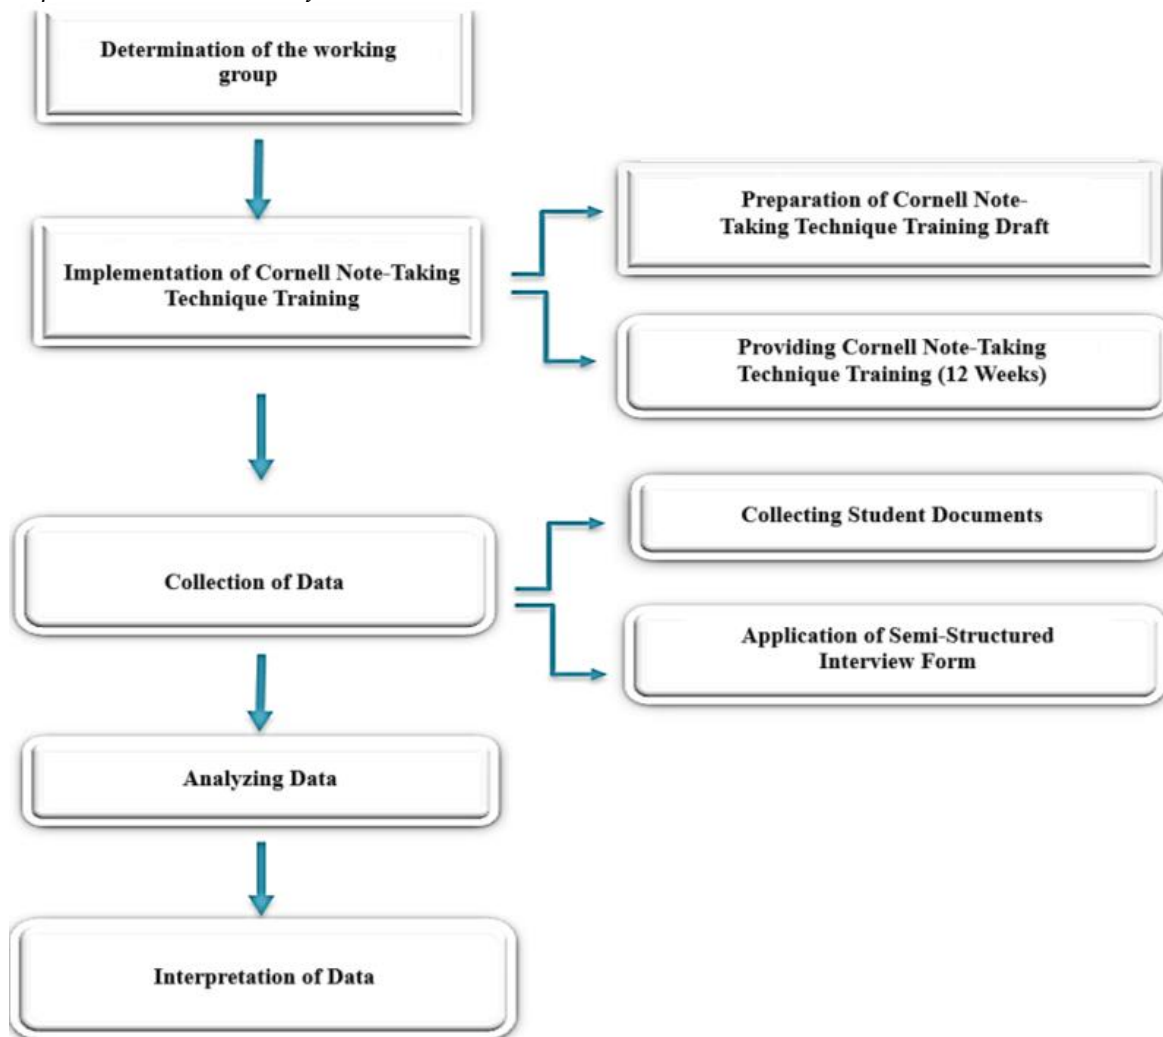 Determination of the working
group
Implementation of Cornell Note-Taking
Technique Training
Preparation of Cornell Note-
Taking Technique Training Draft
Providing Cornell Note-Taking
Technique Training (12 Weeks)
Collection of Data
Collecting Student Documents
Application of Semi-Structured
Interview Form
Analyzing Data
Interpretation of Data